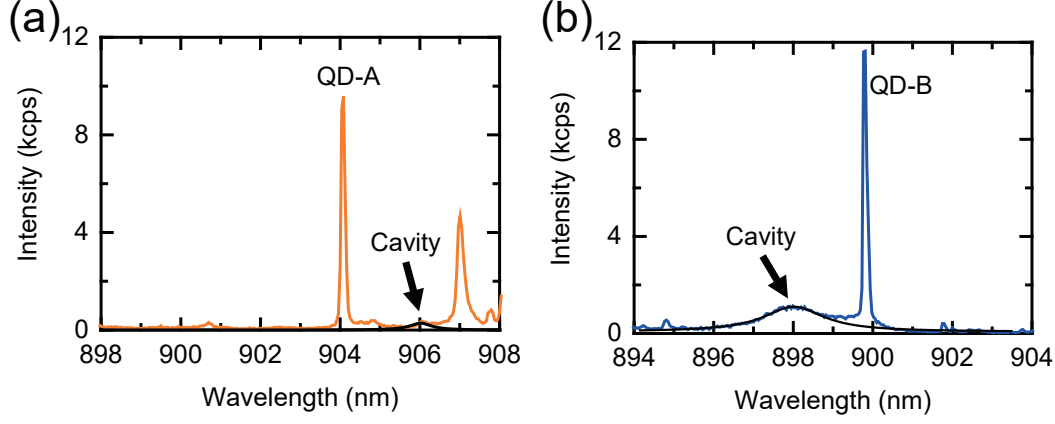 (a)
12
8
4
0
Intensity (kcps)
QD-A
Cavity
898 900 902 904 906 908
Wavelength (nm)
(b)
12
8
4
0
Intensity (kcps)
QD-B
Cavity
894 896 898 900 902 904
Wavelength (nm)